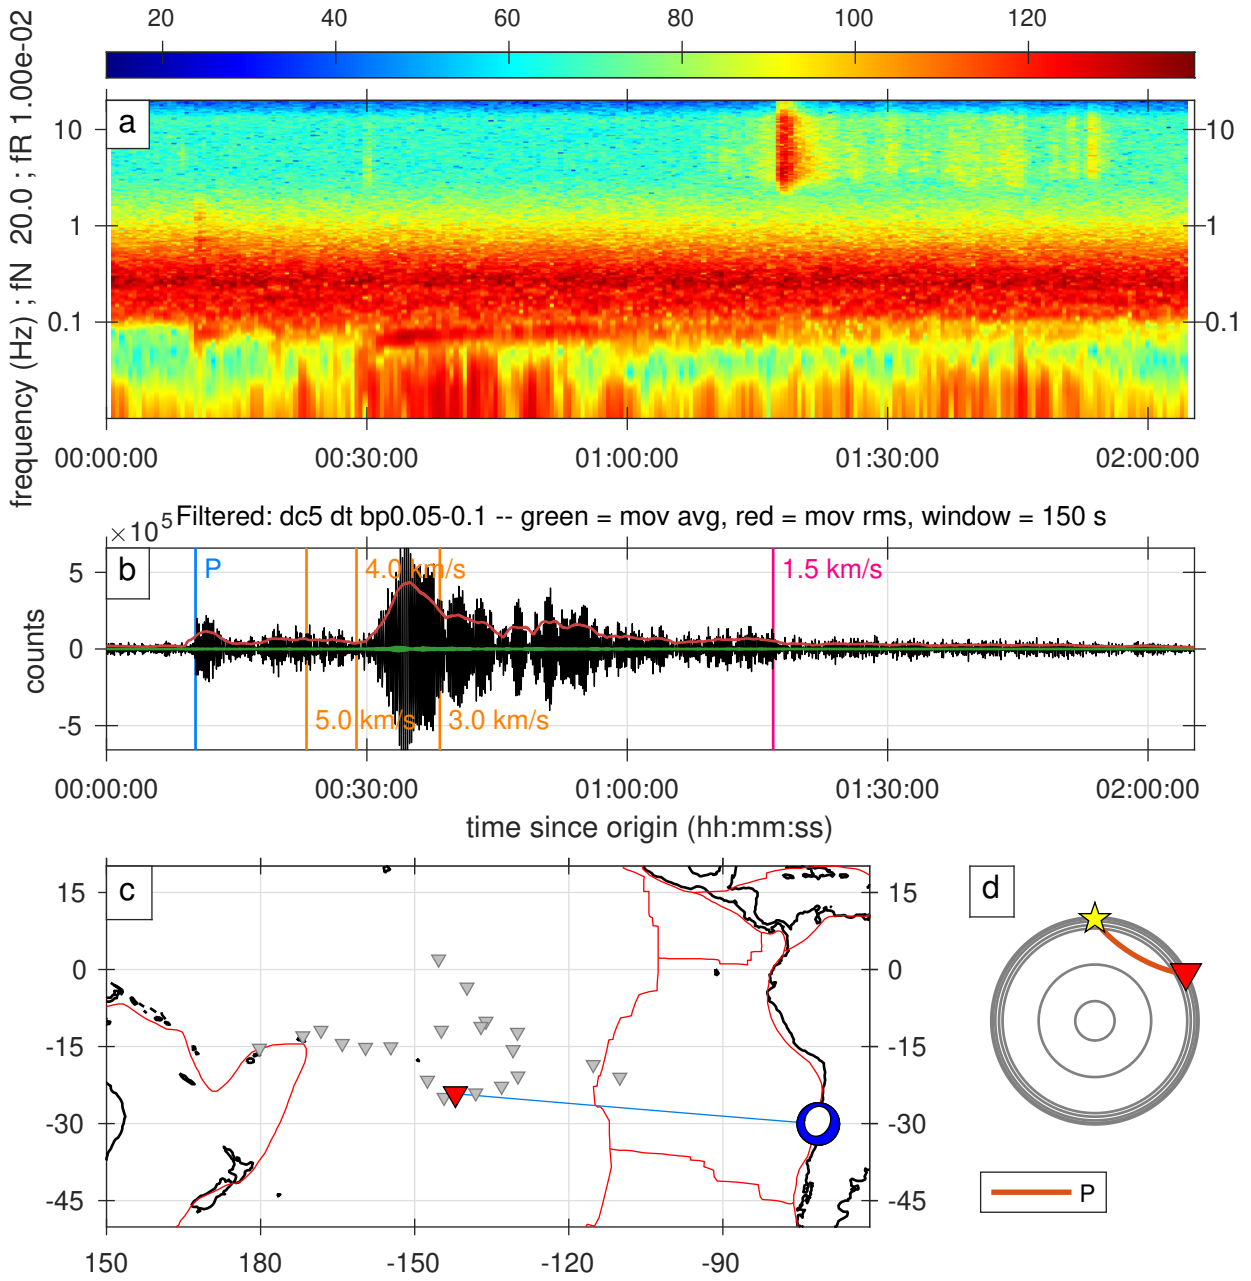 20 40 60 80 100 120
frequency (Hz) ; fN  20.0 ; fR 1.00e-02
a
10 10
1 1
0.1 0.1
00:00:00 00:30:00 01:00:00 01:30:00 02:00:00
×10^5 Filtered: dc5 dt bp0.05-0.1 -- green = mov avg, red = mov rms, window = 150 s
b
P 4.0 km/s 1.5 km/s
5
0
-5
counts
5.0 km/s 3.0 km/s
00:00:00 00:30:00 01:00:00 01:30:00 02:00:00
time since origin (hh:mm:ss)
c
15 15
0 0
-15 -15
-30 -30
-45 -45
150 180 -150 -120 -90
d
P